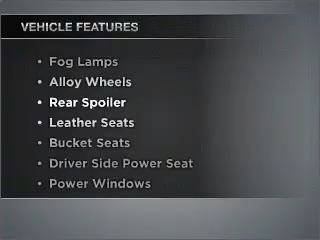 VEHICLE FEATURES
• Fog Lamps
• Alloy Wheels
• Rear Spoiler
• Leather Seats
• Bucket Seats
• Driver Side Power Seat
• Power Windows